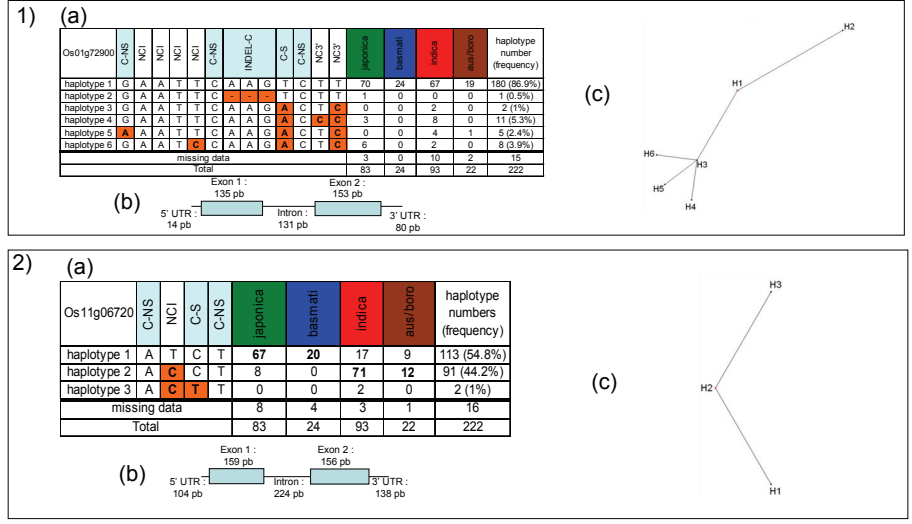 1) (a)
Os01g72900 C-NS NCI NCI NCI NCI C-NS INDEL-C C-S C-NS NC3' NC3' japonica basmati indica aus/boro haplotype number (frequency)
haplotype 1 G A A T T C A A G T C T T 70 24 67 19 180 (86.9%)
haplotype 2 G A A T T C - - - T C T T 1 0 0 0 1 (0.5%)
haplotype 3 G A A T T C A A G A C T C 0 0 2 0 2 (1%)
haplotype 4 G A A T T C A A G A C C C 3 0 8 0 11 (5.3%)
haplotype 5 A A A T T C A A G A C T C 0 0 4 1 5 (2.4%)
haplotype 6 G A A T C C A A G A C T C 6 0 2 0 8 (3.9%)
missing data 3 0 10 2 15
Total 83 24 93 22 222
(b)
Exon 1 :
135 pb
Exon 2 :
153 pb
5' UTR :
14 pb
Intron :
131 pb
3' UTR :
80 pb
(c)
H2
H1
H6
H3
H5
H4
2) (a)
Os11g06720 C-NS NCI C-S C-NS japonica basmati indica aus/boro haplotype numbers (frequency)
haplotype 1 A T C T 67 20 17 9 113 (54.8%)
haplotype 2 A C C T 8 0 71 12 91 (44.2%)
haplotype 3 A C T T 0 0 2 0 2 (1%)
missing data 8 4 3 1 16
Total 83 24 93 22 222
(b)
Exon 1 :
159 pb
Exon 2 :
156 pb
5' UTR :
104 pb
Intron :
224 pb
3' UTR :
138 pb
(c)
H3
H2
H1